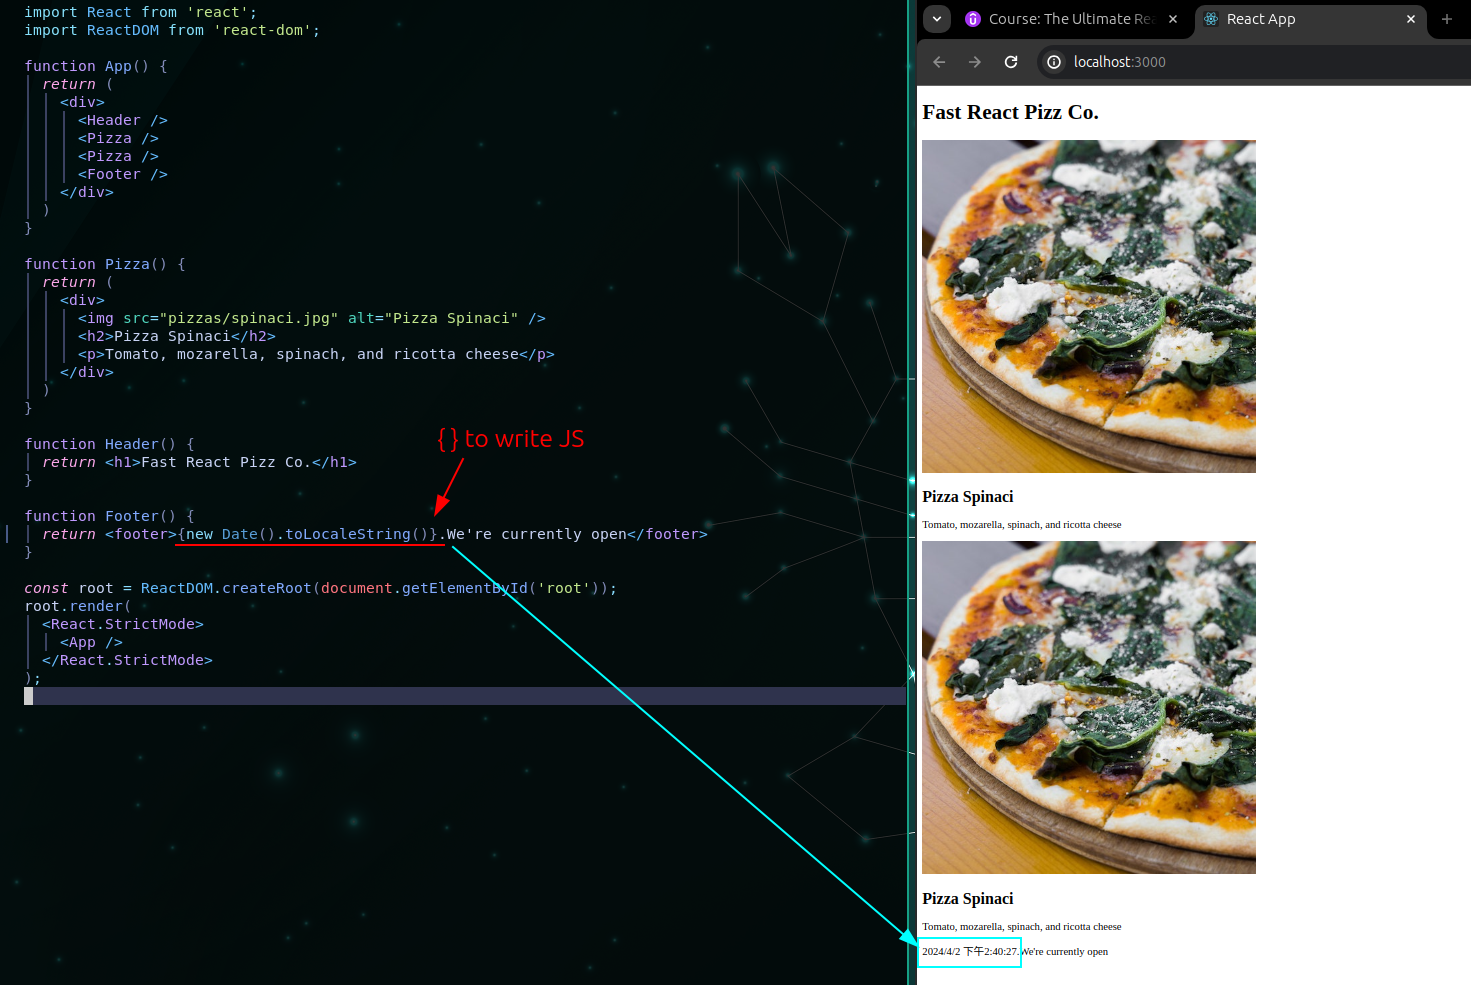 import React from 'react';
import ReactDOM from 'react-dom';
function App() {
return (
<div>
<Header />
<Pizza />
<Pizza />
<Footer />
</div>
)
}
function Pizza() {
return (
<div>
<img src="pizzas/spinaci.jpg" alt="Pizza Spinaci" />
<h2>Pizza Spinaci</h2>
<p>Tomato, mozarella, spinach, and ricotta cheese</p>
</div>
)
}
{} to write JS
function Header() {
return <h1>Fast React Pizz Co.</h1>
}
function Footer() {
return <footer>{new Date().toLocaleString()}.We're currently open</footer>
}
const root = ReactDOM.createRoot(document.getElementById('root'));
root.render(
<React.StrictMode>
<App />
</React.StrictMode>
);
Course: The Ultimate Rea
React App
localhost:3000
Fast React Pizz Co.
Pizza Spinaci
Tomato, mozarella, spinach, and ricotta cheese
Pizza Spinaci
Tomato, mozarella, spinach, and ricotta cheese
2024/4/2 下午2:40:27.We're currently open